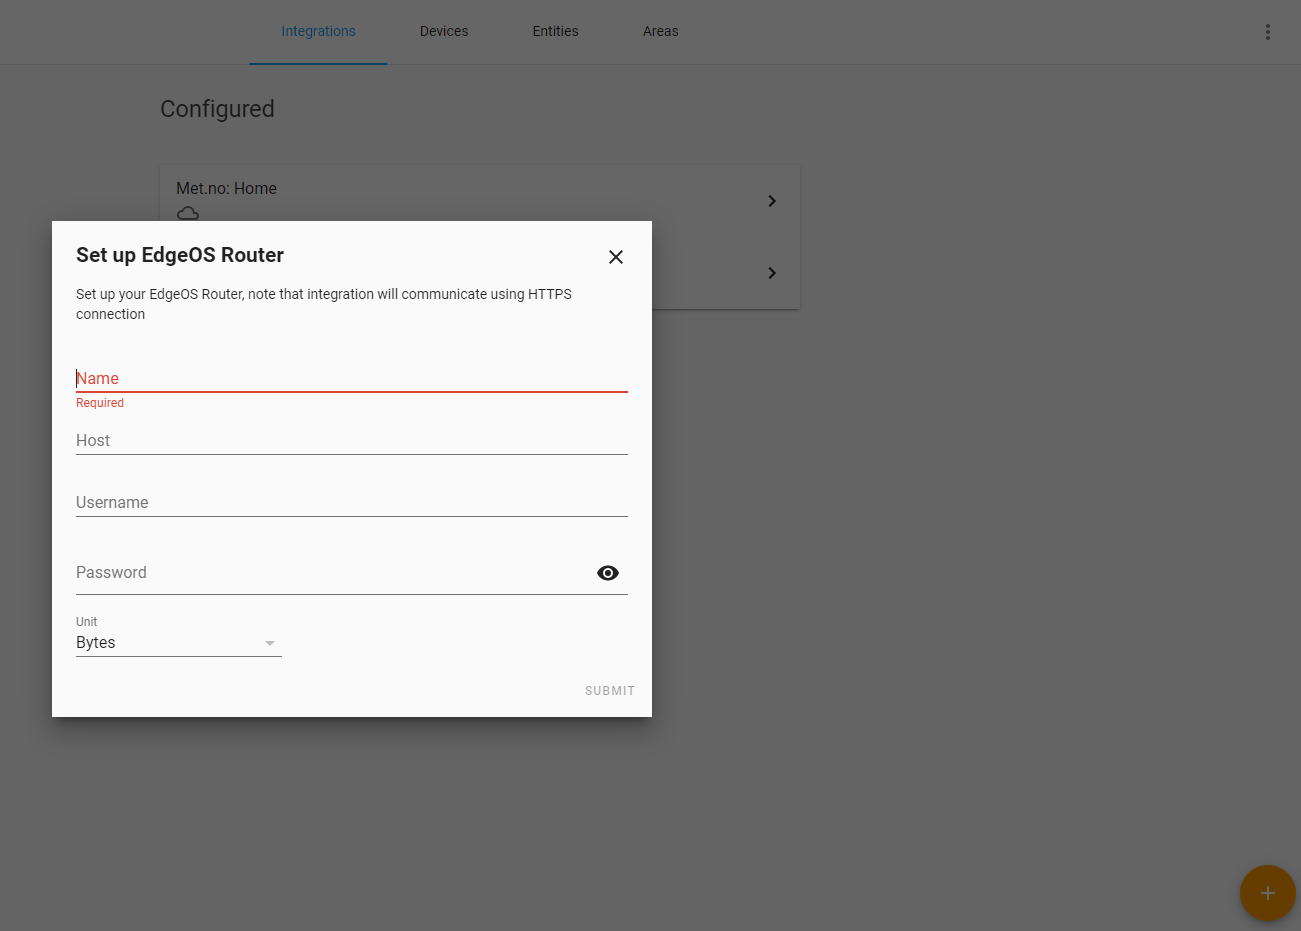 Integrations
Devices
Entities
Areas
Configured
Met.no: Home
Set up EdgeOS Router
Set up your EdgeOS Router, note that integration will communicate using HTTPS
connection
Name
Required
Host
Username
Password
Unit
Bytes
SUBMIT